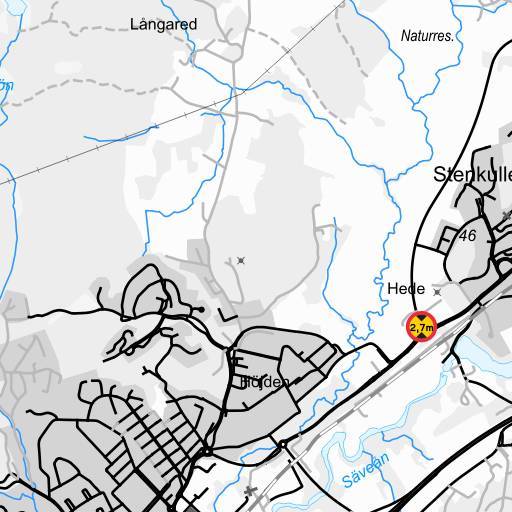 Långared
Naturres.
Stenkulle
46
Hede
2,7m
Höjden
Säveån